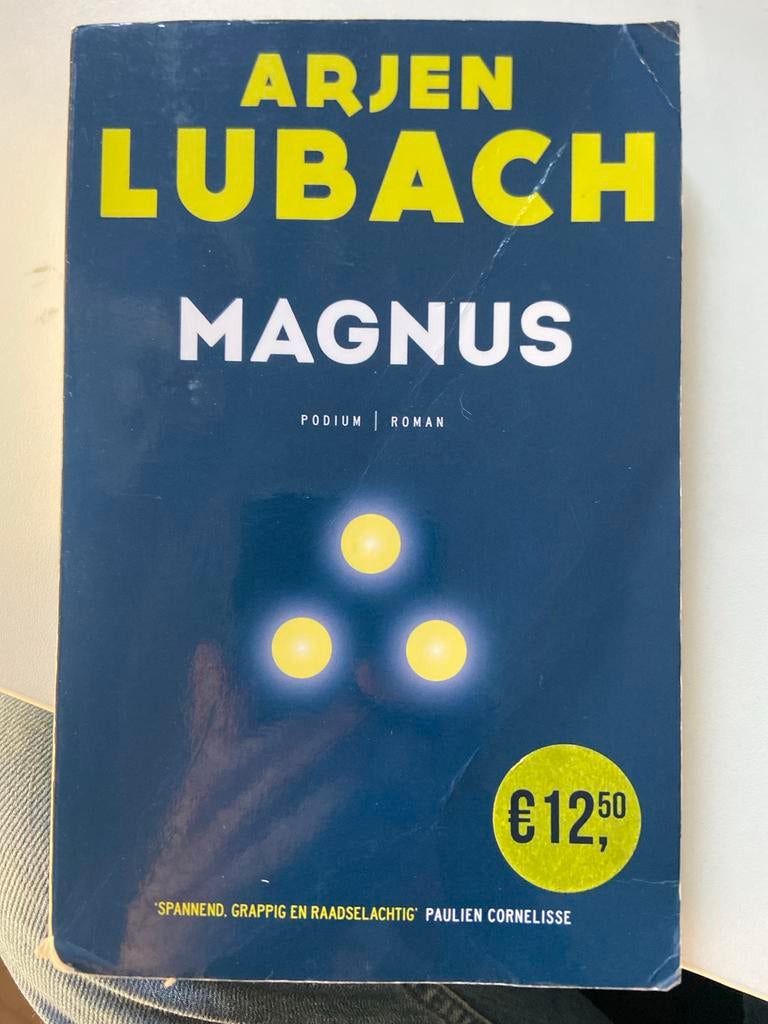 ARJEN
LUBACH
MAGNUS
PODIUM | ROMAN
€12,50
'SPANNEND, GRAPPIG EN RAADSELACHTIG' PAULIEN CORNELISSE